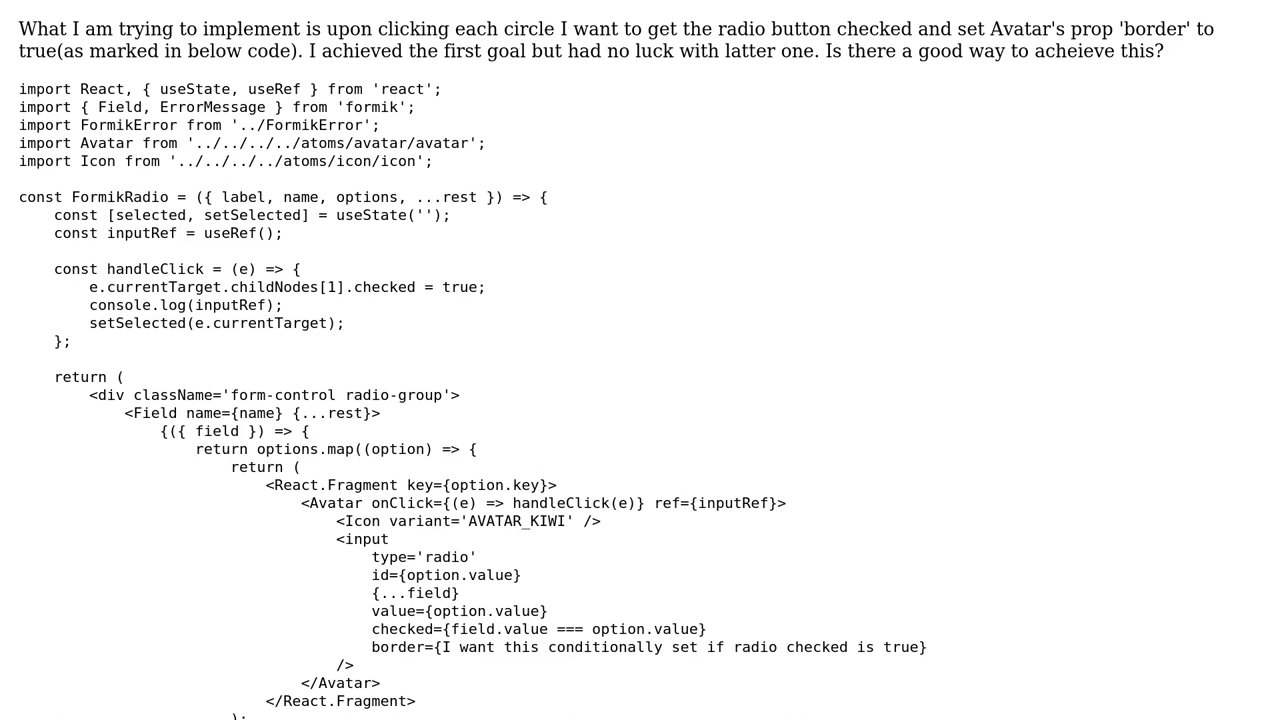 What I am trying to implement is upon clicking each circle I want to get the radio button checked and set Avatar's prop 'border' to
true(as marked in below code). I achieved the first goal but had no luck with latter one. Is there a good way to acheieve this?
import React, { useState, useRef } from 'react';
import { Field, ErrorMessage } from 'formik';
import FormikError from '../FormikError';
import Avatar from '../../../../atoms/avatar/avatar';
import Icon from '../../../../atoms/icon/icon';
const FormikRadio = ({ label, name, options, ...rest }) => {
    const [selected, setSelected] = useState('');
    const inputRef = useRef();
    const handleClick = (e) => {
        e.currentTarget.childNodes[1].checked = true;
        console.log(inputRef);
        setSelected(e.currentTarget);
    };
    return (
        <div className='form-control radio-group'>
            <Field name={name} {...rest}>
                {({ field }) => {
                    return options.map((option) => {
                        return (
                            <React.Fragment key={option.key}>
                                <Avatar onClick={(e) => handleClick(e)} ref={inputRef}>
                                    <Icon variant='AVATAR_KIWI' />
                                    <input
                                        type='radio'
                                        id={option.value}
                                        {...field}
                                        value={option.value}
                                        checked={field.value === option.value}
                                        border={I want this conditionally set if radio checked is true}
                                    />
                                </Avatar>
                            </React.Fragment>
                        );